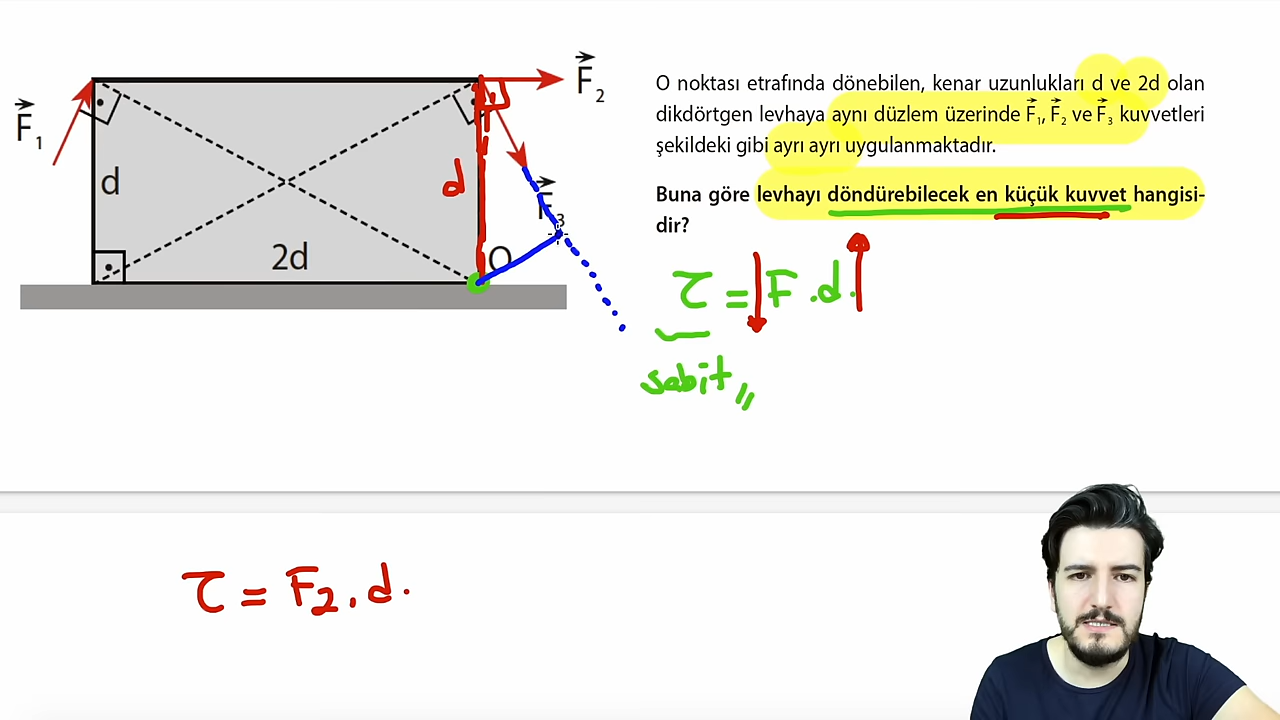 F₁
F₂
F₃
d
d
2d
O
O noktası etrafında dönebilen, kenar uzunlukları d ve 2d olan
dikdörtgen levhaya aynı düzlem üzerinde F₁, F₂ ve F₃ kuvvetleri
şekildeki gibi ayrı ayrı uygulanmaktadır.
Buna göre levhayı döndürebilecek en küçük kuvvet hangisi-
dir?
τ = F.d.
sabit,,
τ = F₂.d.